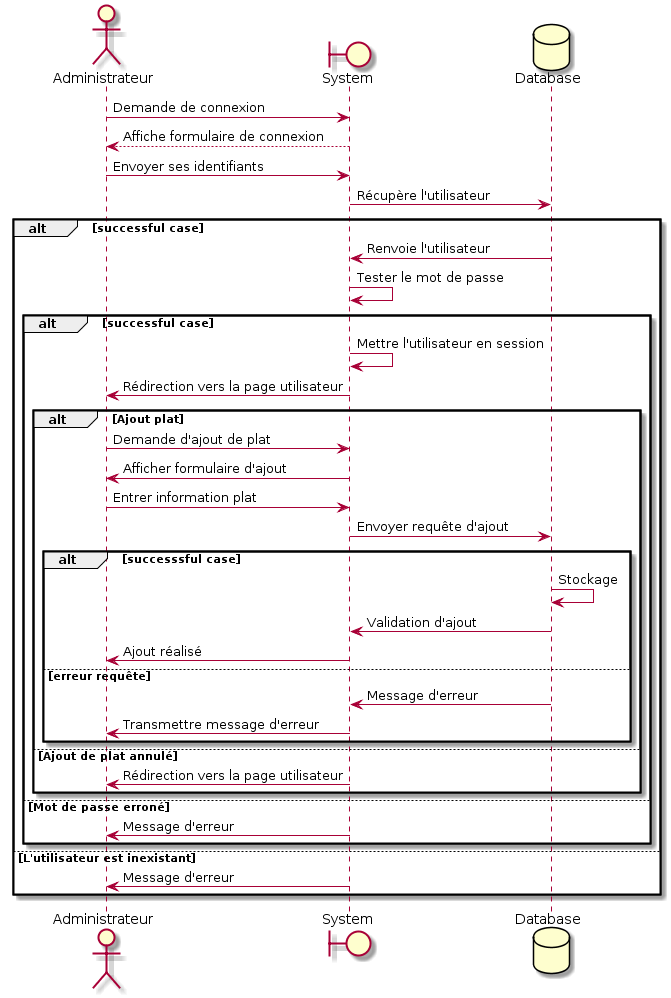 Administrateur
System
Database
Demande de connexion
Affiche formulaire de connexion
Envoyer ses identifiants
Récupère l'utilisateur
alt [successful case]
Renvoie l'utilisateur
Tester le mot de passe
alt [successful case]
Mettre l'utilisateur en session
Rédirection vers la page utilisateur
alt [Ajout plat]
Demande d'ajout de plat
Afficher formulaire d'ajout
Entrer information plat
Envoyer requête d'ajout
alt [successsful case]
Stockage
Validation d'ajout
Ajout réalisé
[erreur requête]
Message d'erreur
Transmettre message d'erreur
[Ajout de plat annulé]
Rédirection vers la page utilisateur
[Mot de passe erroné]
Message d'erreur
[L'utilisateur est inexistant]
Message d'erreur
Administrateur
System
Database